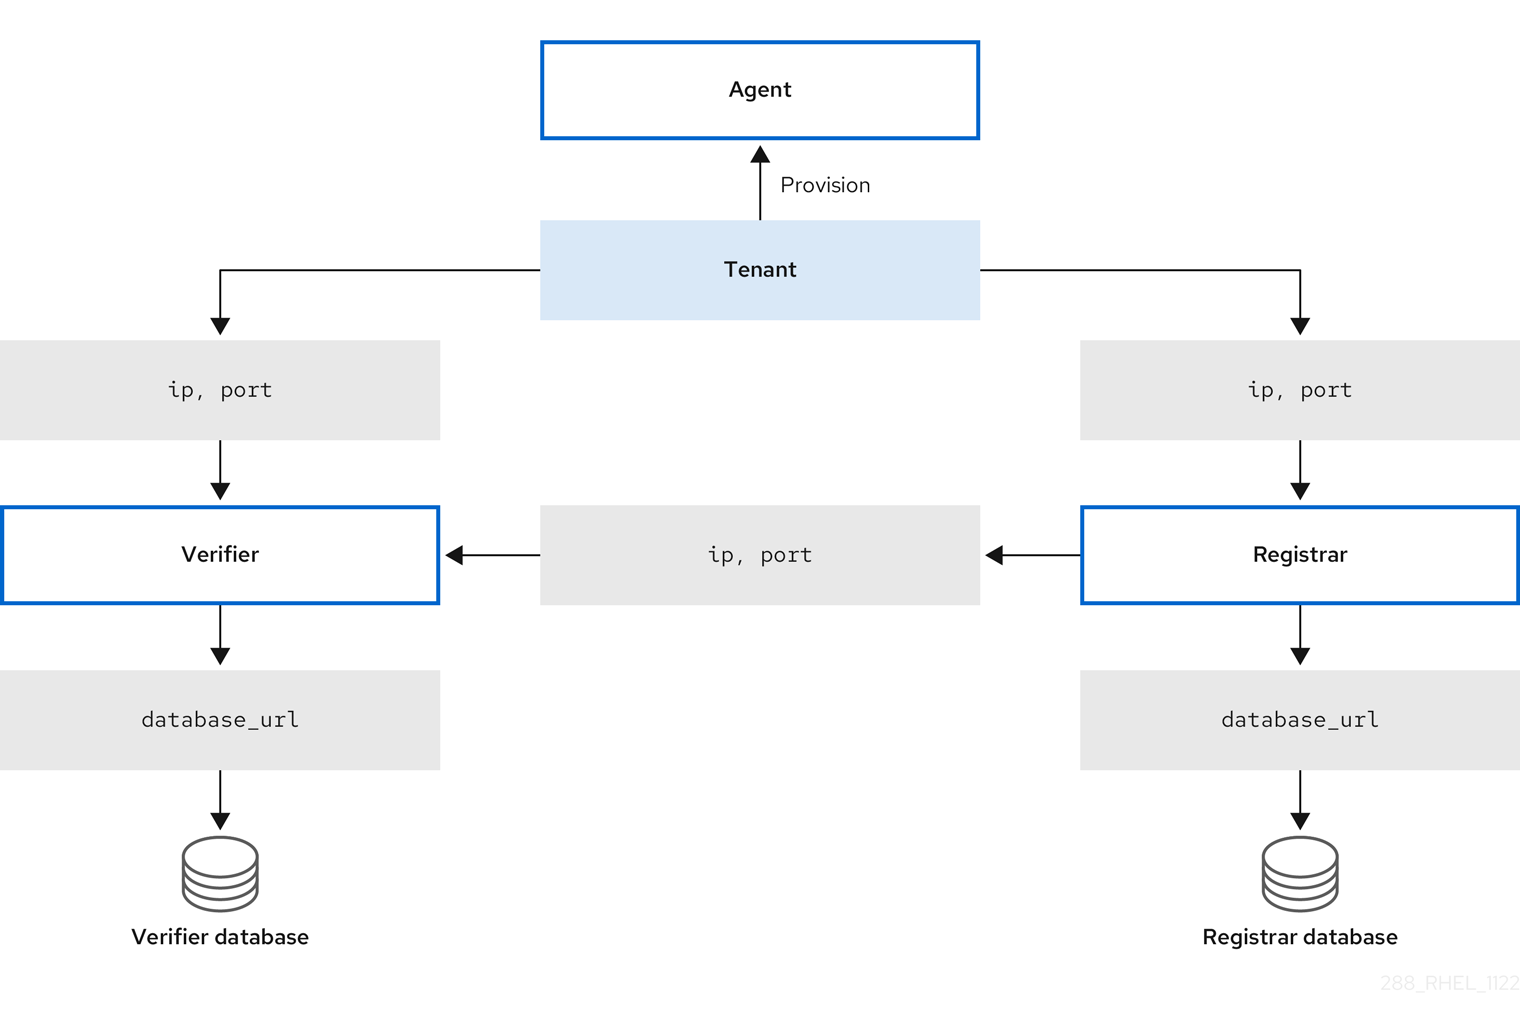 Agent
Provision
Tenant
ip, port
ip, port
Verifier
ip, port
Registrar
database_url
database_url
Verifier database
Registrar database
288_RHEL_1122